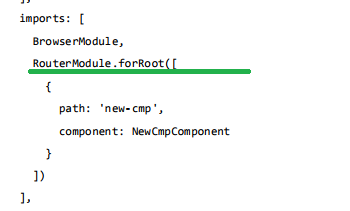 imports: [
BrowserModule,
RouterModule.forRoot([
{
path: 'new-cmp',
component: NewCmpComponent
}
])
],